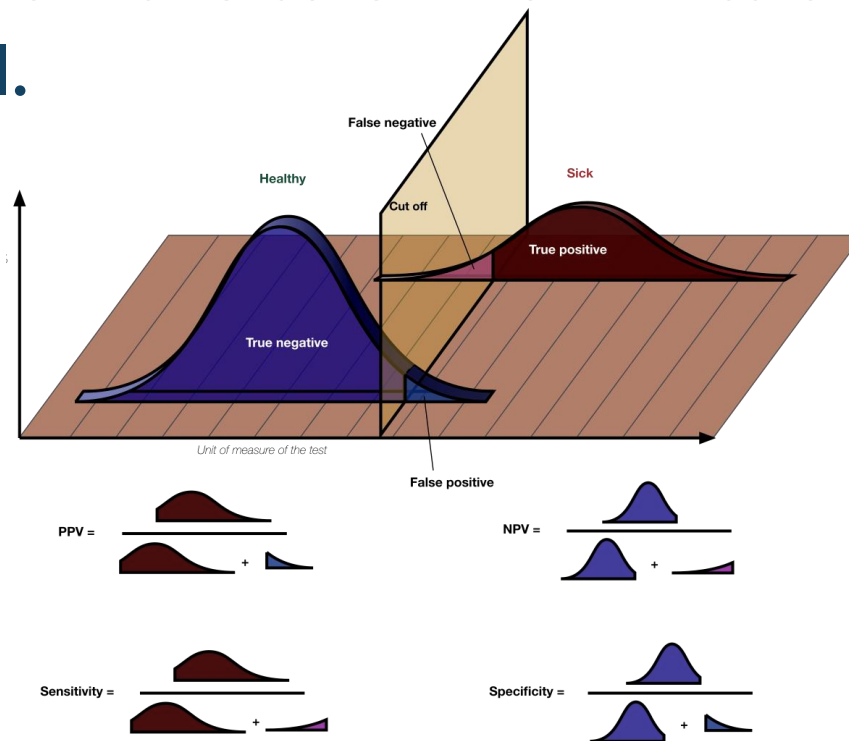 False negative
Healthy
Sick
Cut off
True positive
True negative
Unit of measure of the test
False positive
PPV =
+
NPV =
+
Sensitivity =
+
Specificity =
+